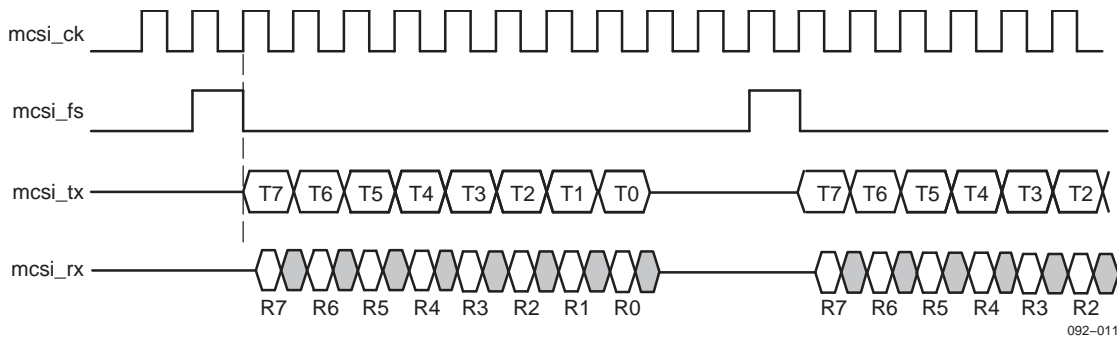 mcsi_ck
mcsi_fs
mcsi_tx T7 T6 T5 T4 T3 T2 T1 T0 T7 T6 T5 T4 T3 T2
mcsi_rx
R7 R6 R5 R4 R3 R2 R1 R0 R7 R6 R5 R4 R3 R2
092–011